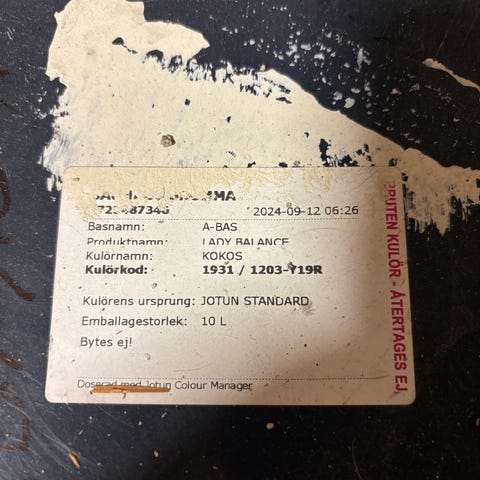 2024-09-12 06:26
Basnamn: A-BAS
Produktnamn: LADY BALANCE
Kulörnamn: KOKOS
Kulörkod: 1931 / 1203-Y19R
Kulörens ursprung: JOTUN STANDARD
Emballagestorlek: 10 L
Bytes ej!
Doserad med Jotun Colour Manager
BRUTEN KULÖR - ÅTERTAGES EJ